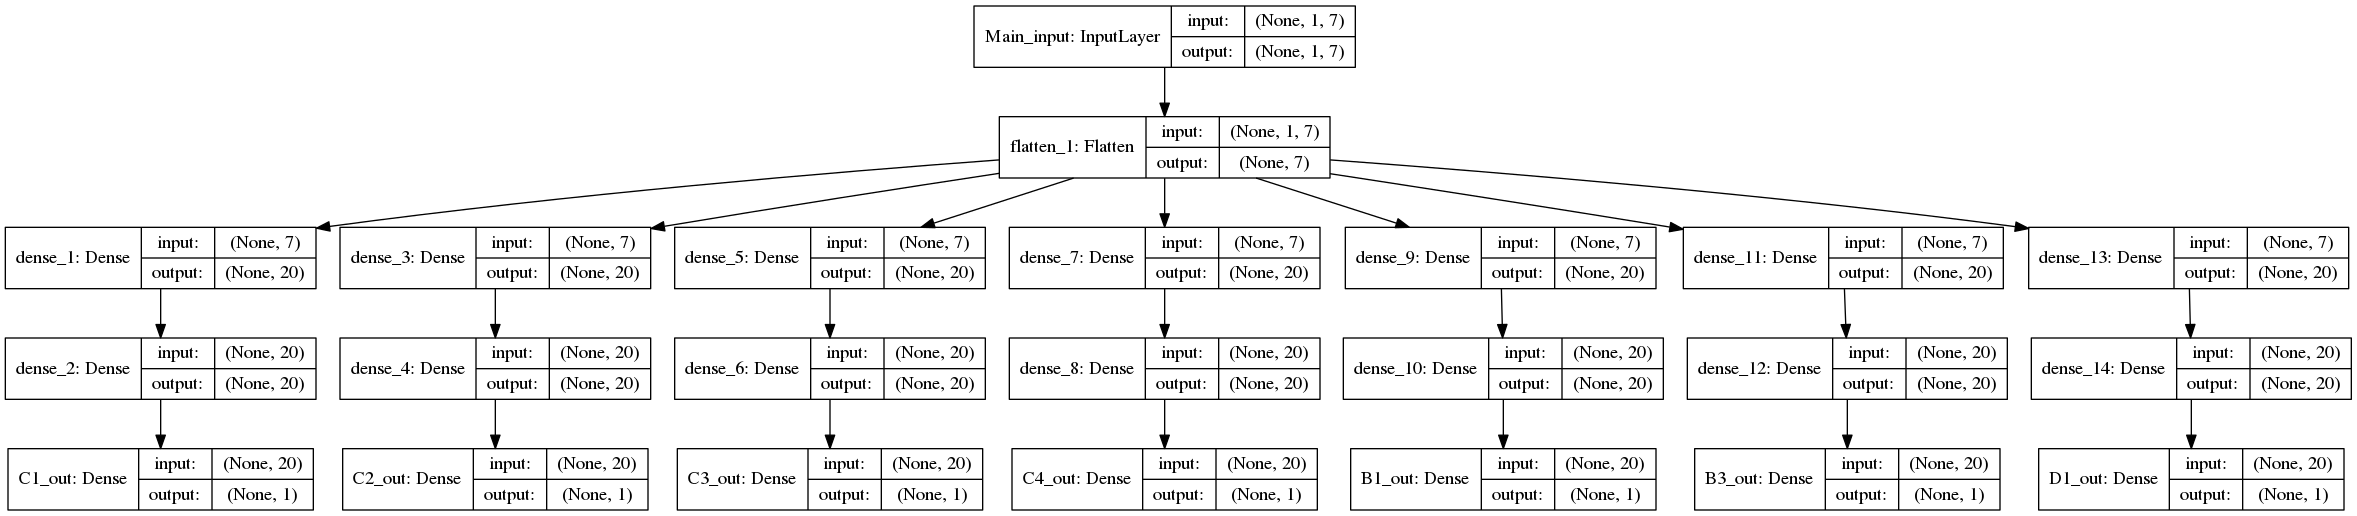 Main_input: InputLayer
input: (None, 1, 7)
output: (None, 1, 7)
flatten_1: Flatten
input: (None, 1, 7)
output: (None, 7)
dense_1: Dense
input: (None, 7)
output: (None, 20)
dense_3: Dense
input: (None, 7)
output: (None, 20)
dense_5: Dense
input: (None, 7)
output: (None, 20)
dense_7: Dense
input: (None, 7)
output: (None, 20)
dense_9: Dense
input: (None, 7)
output: (None, 20)
dense_11: Dense
input: (None, 7)
output: (None, 20)
dense_13: Dense
input: (None, 7)
output: (None, 20)
dense_2: Dense
input: (None, 20)
output: (None, 20)
dense_4: Dense
input: (None, 20)
output: (None, 20)
dense_6: Dense
input: (None, 20)
output: (None, 20)
dense_8: Dense
input: (None, 20)
output: (None, 20)
dense_10: Dense
input: (None, 20)
output: (None, 20)
dense_12: Dense
input: (None, 20)
output: (None, 20)
dense_14: Dense
input: (None, 20)
output: (None, 20)
C1_out: Dense
input: (None, 20)
output: (None, 1)
C2_out: Dense
input: (None, 20)
output: (None, 1)
C3_out: Dense
input: (None, 20)
output: (None, 1)
C4_out: Dense
input: (None, 20)
output: (None, 1)
B1_out: Dense
input: (None, 20)
output: (None, 1)
B3_out: Dense
input: (None, 20)
output: (None, 1)
D1_out: Dense
input: (None, 20)
output: (None, 1)